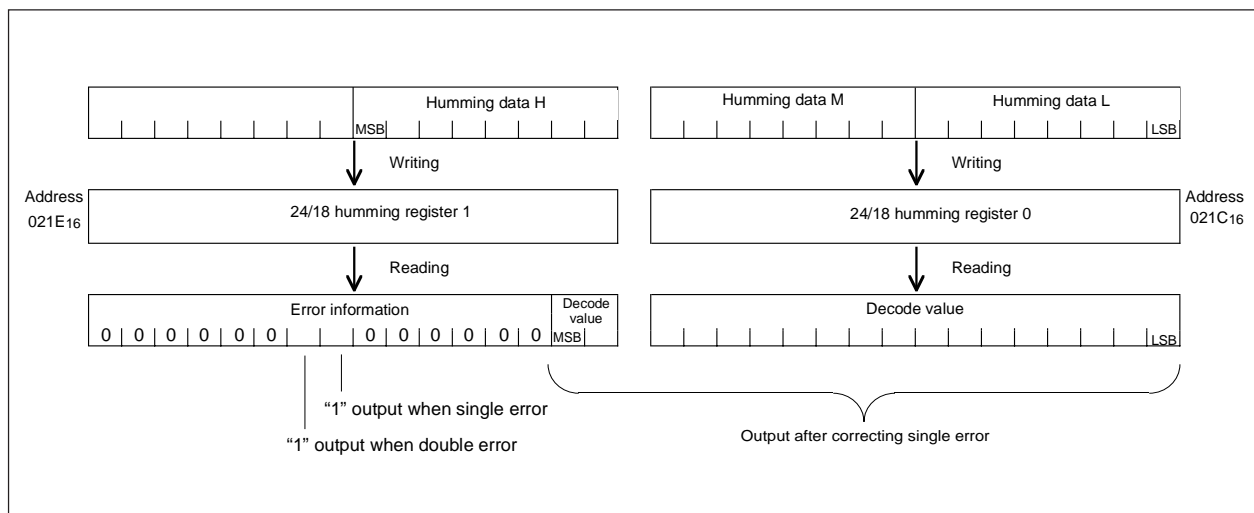 Humming data H
Humming data M
Humming data L
MSB
LSB
Writing
Writing
Address
021E16
24/18 humming register 1
24/18 humming register 0
Address
021C16
Reading
Reading
Error information
Decode
value
Decode value
0 0 0 0 0 0 0 0 0 0 0 0 MSB
LSB
“1” output when single error
“1” output when double error
Output after correcting single error